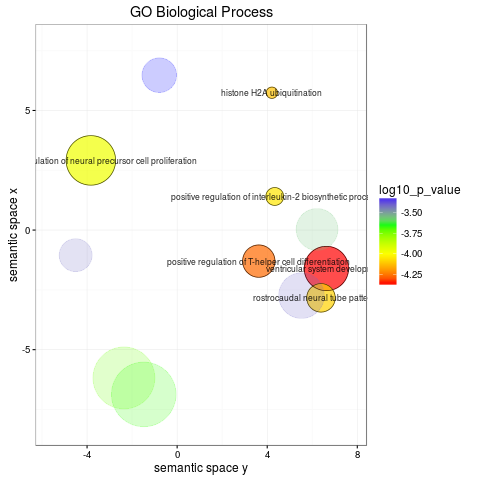 GO Biological Process
histone H2A ubiquitination
ulation of neural precursor cell proliferation
positive regulation of interleukin-2 biosynthetic proc
positive regulation of T-helper cell differentiation
ventricular system develop
rostrocaudal neural tube patte
5
0
-5
-4
0
4
8
semantic space y
semantic space x
log10_p_value
-3.50
-3.75
-4.00
-4.25